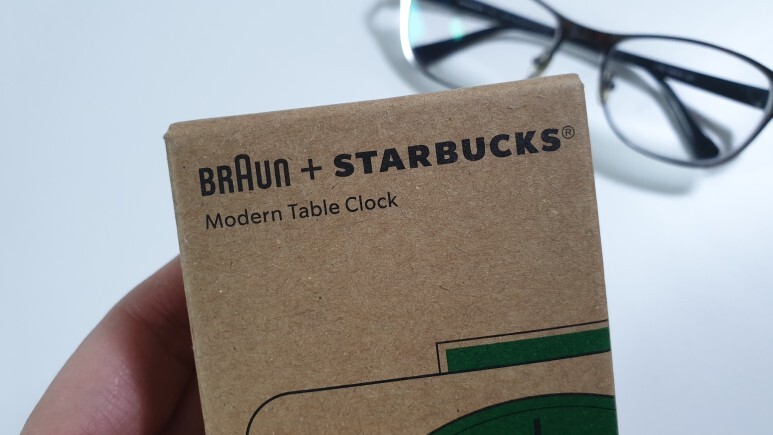 BRAUN + STARBUCKS®
Modern Table Clock